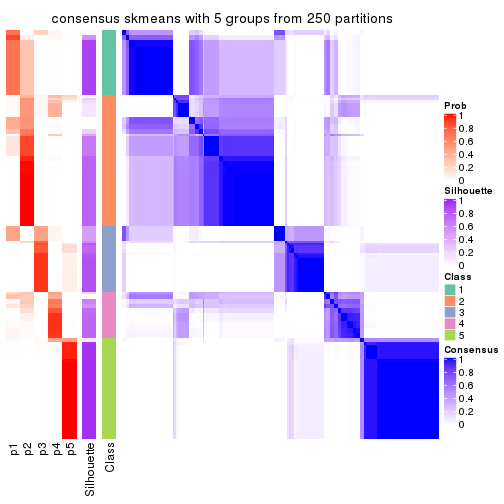 consensus skmeans with 5 groups from 250 partitions
Prob
1
0.8
0.6
0.4
0.2
0
Silhouette
1
0.8
0.6
0.4
0.2
0
Class
1
2
3
4
5
Consensus
1
0.8
0.6
0.4
0.2
0
p1
p2
p3
p4
p5
Silhouette
Class